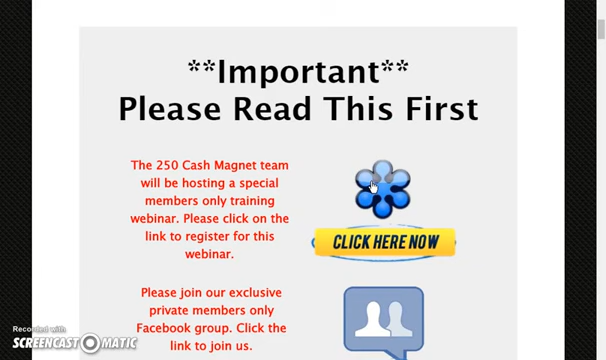 **Important**
Please Read This First
The 250 Cash Magnet team
will be hosting a special
members only training
webinar. Please click on the
link to register for this
webinar.
CLICK HERE NOW
Please join our exclusive
private members only
Facebook group. Click the
link to join us.
Recorded with
SCREENCAST-O-MATIC